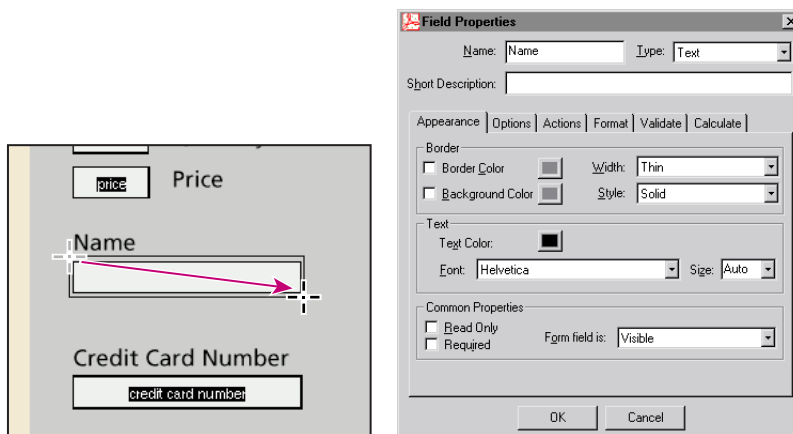 price
Price
Name
Credit Card Number
credit card number
Field Properties
Name: Name Type: Text
Short Description:
Appearance Options Actions Format Validate Calculate
Border
Border Color Width: Thin
Background Color Style: Solid
Text
Text Color:
Font: Helvetica Size: Auto
Common Properties
Read Only
Required
Form field is: Visible
OK Cancel